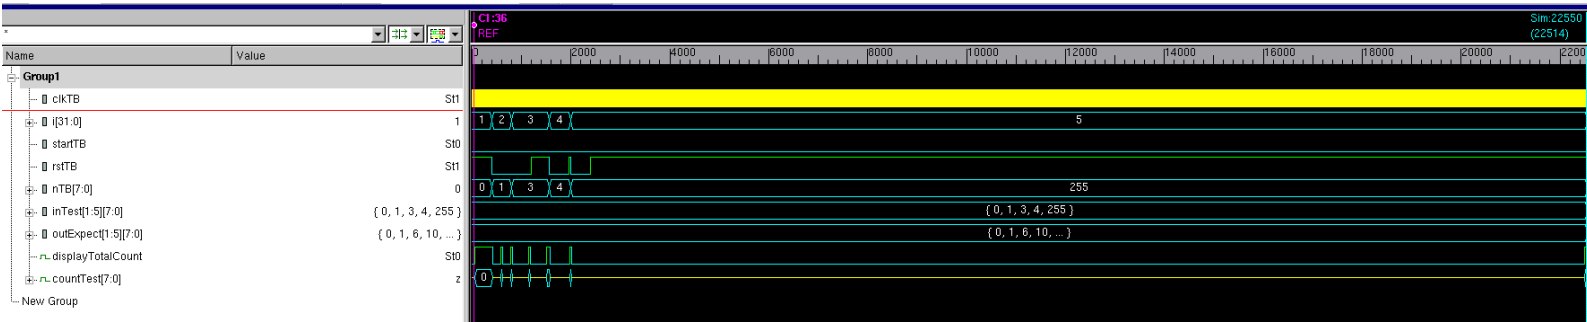 C1:36
Sim:22550
*
REF
(22514)
Name Value
0 2000 4000 6000 8000 10000 12000 14000 16000 18000 20000 2200
Group1
clkTB St1
i[31:0] 1 1 2 3 4 5
startTB St0
rstTB St1
nTB[7:0] 0 0 1 3 4 255
inTest[1:5][7:0] { 0, 1, 3, 4, 255 } { 0, 1, 3, 4, 255 }
outExpect[1:5][7:0] { 0, 1, 6, 10, ... } { 0, 1, 6, 10, ... }
displayTotalCount St0
countTest[7:0] z 0
New Group